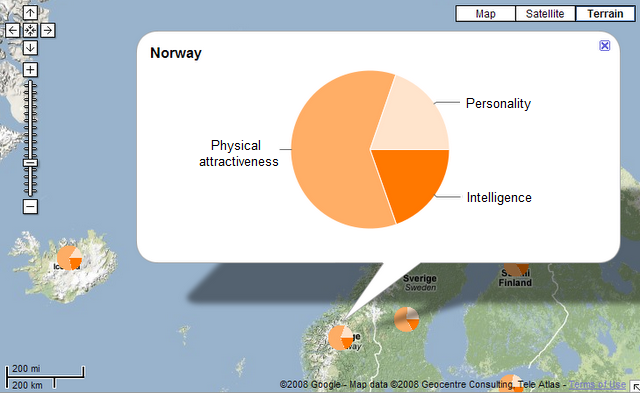 Map
Satellite
Terrain
Norway
Personality
Physical
attractiveness
Intelligence
Sverige
Sweden
Finland
200 mi
200 km
©2008 Google - Map data ©2008 Geocentre Consulting, Tele Atlas - Terms of Use